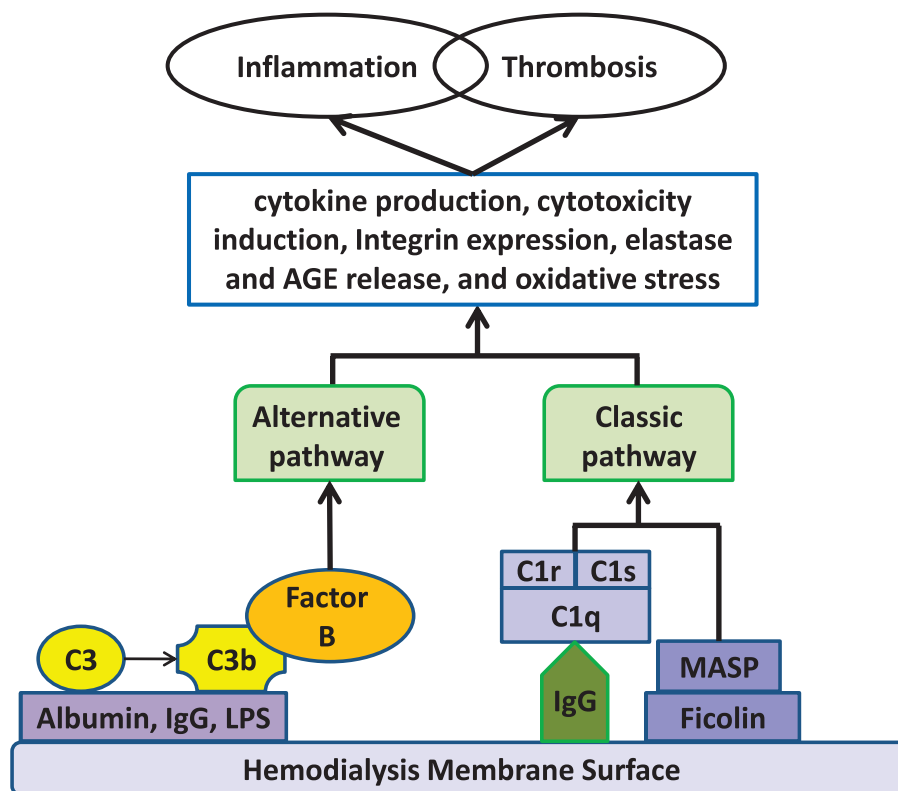 Inflammation
Thrombosis
cytokine production, cytotoxicity
induction, Integrin expression, elastase
and AGE release, and oxidative stress
Alternative
pathway
Classic
pathway
C1r
C1s
C1q
Factor
B
C3
C3b
IgG
MASP
Albumin, IgG, LPS
Ficolin
Hemodialysis Membrane Surface